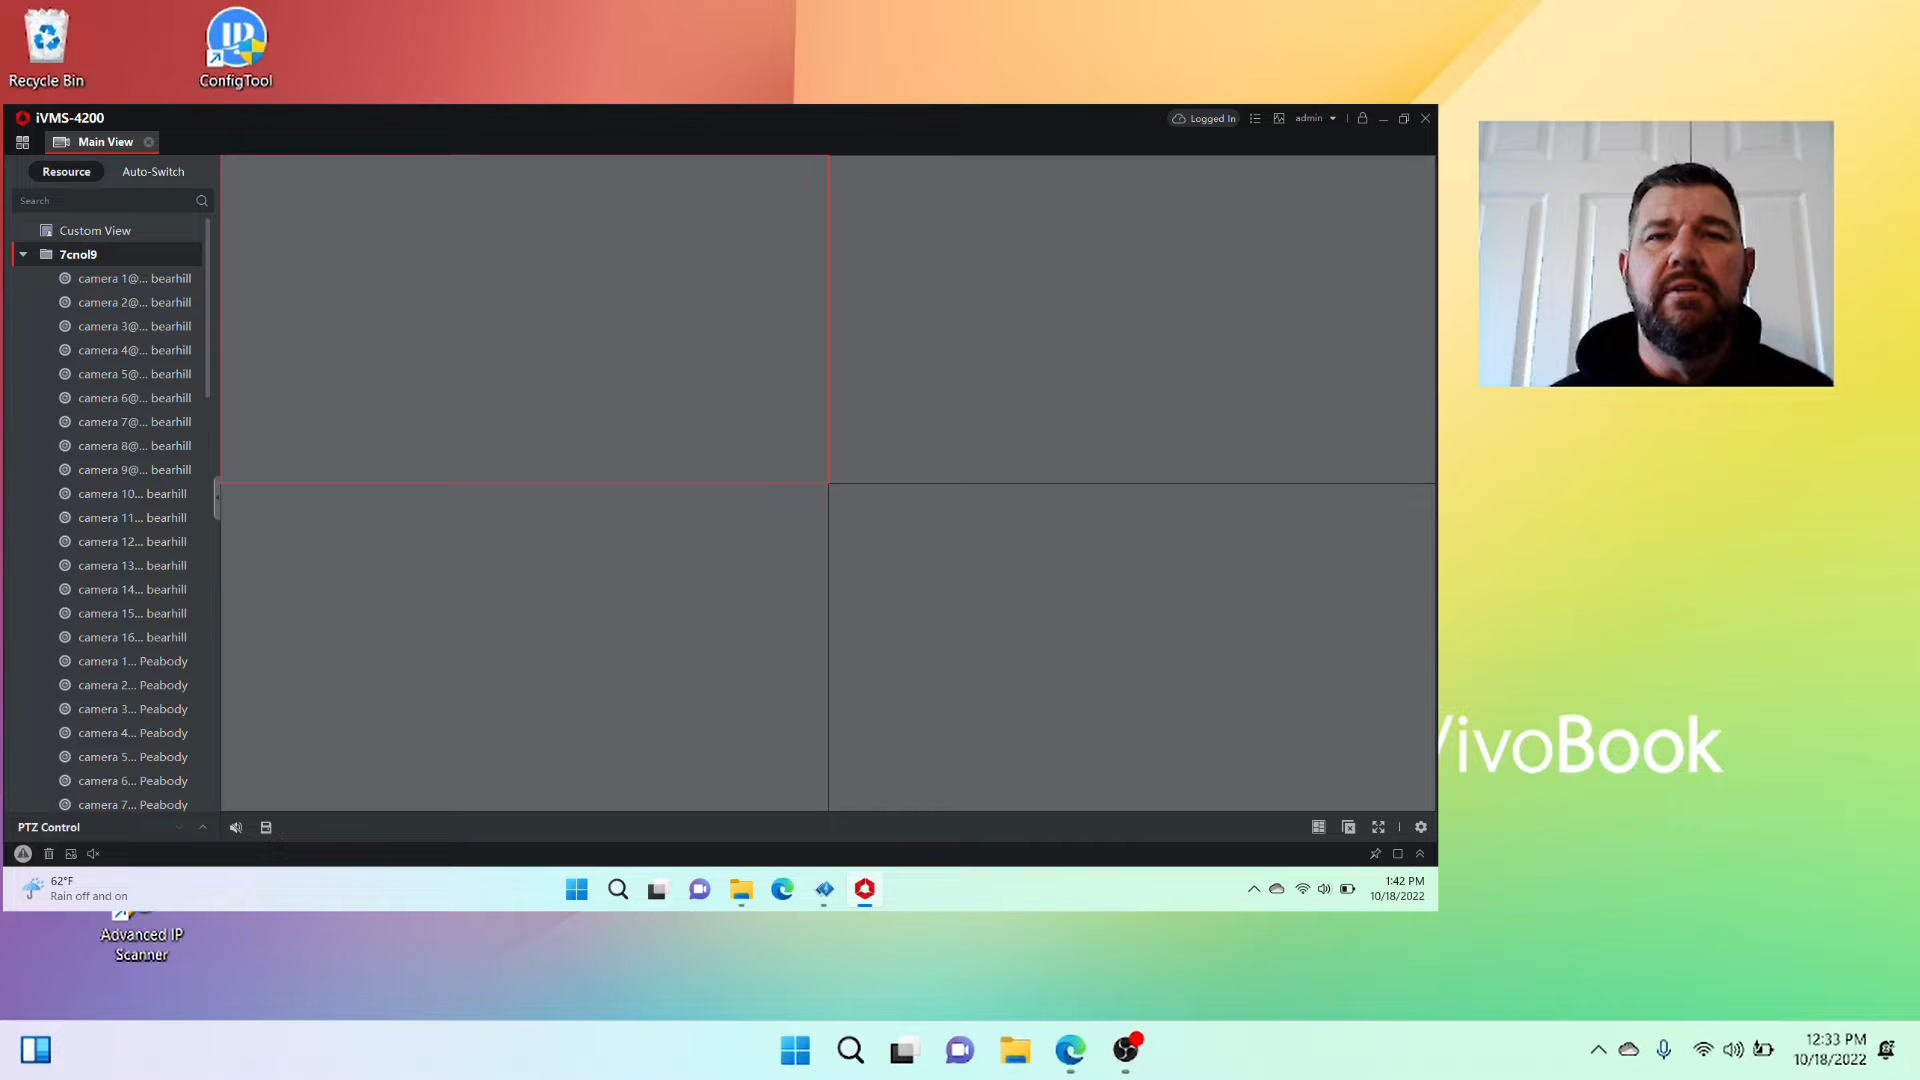 Recycle Bin
ConfigTool
iVMS-4200
Logged In
admin
Main View
Resource
Auto-Switch
Search
Custom View
7cnol9
camera 1@... bearhill
camera 2@... bearhill
camera 3@... bearhill
camera 4@... bearhill
camera 5@... bearhill
camera 6@... bearhill
camera 7@... bearhill
camera 8@... bearhill
camera 9@... bearhill
camera 10... bearhill
camera 11... bearhill
camera 12... bearhill
camera 13... bearhill
camera 14... bearhill
camera 15... bearhill
camera 16... bearhill
camera 1... Peabody
camera 2... Peabody
camera 3... Peabody
camera 4... Peabody
camera 5... Peabody
camera 6... Peabody
camera 7... Peabody
PTZ Control
VivoBook
62°F
Rain off and on
1:42 PM
10/18/2022
Advanced IP
Scanner
12:33 PM
10/18/2022